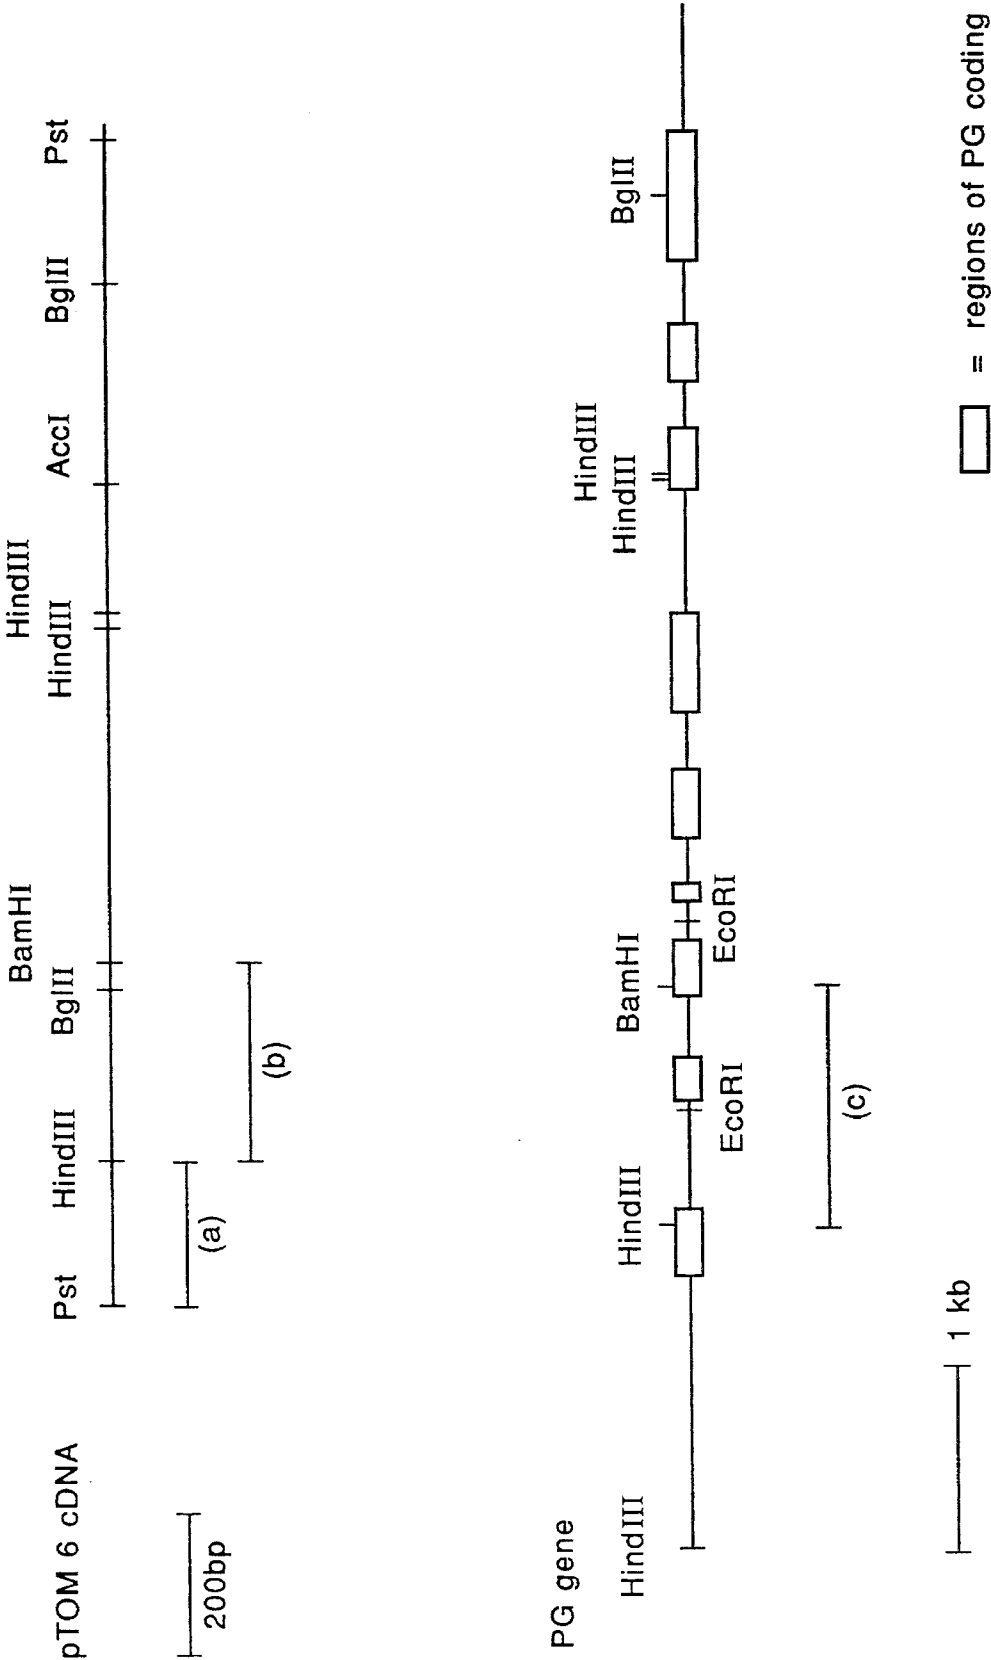 pTOM 6 cDNA
200bp
HindIII
BamHI
Pst HindIII BglII HindIII AccI BglII Pst
(a)
(b)
PG gene
HindIII
HindIII HindIII BamHI HindIII BglII
EcoRI EcoRI
(c)
1 kb
= regions of PG coding